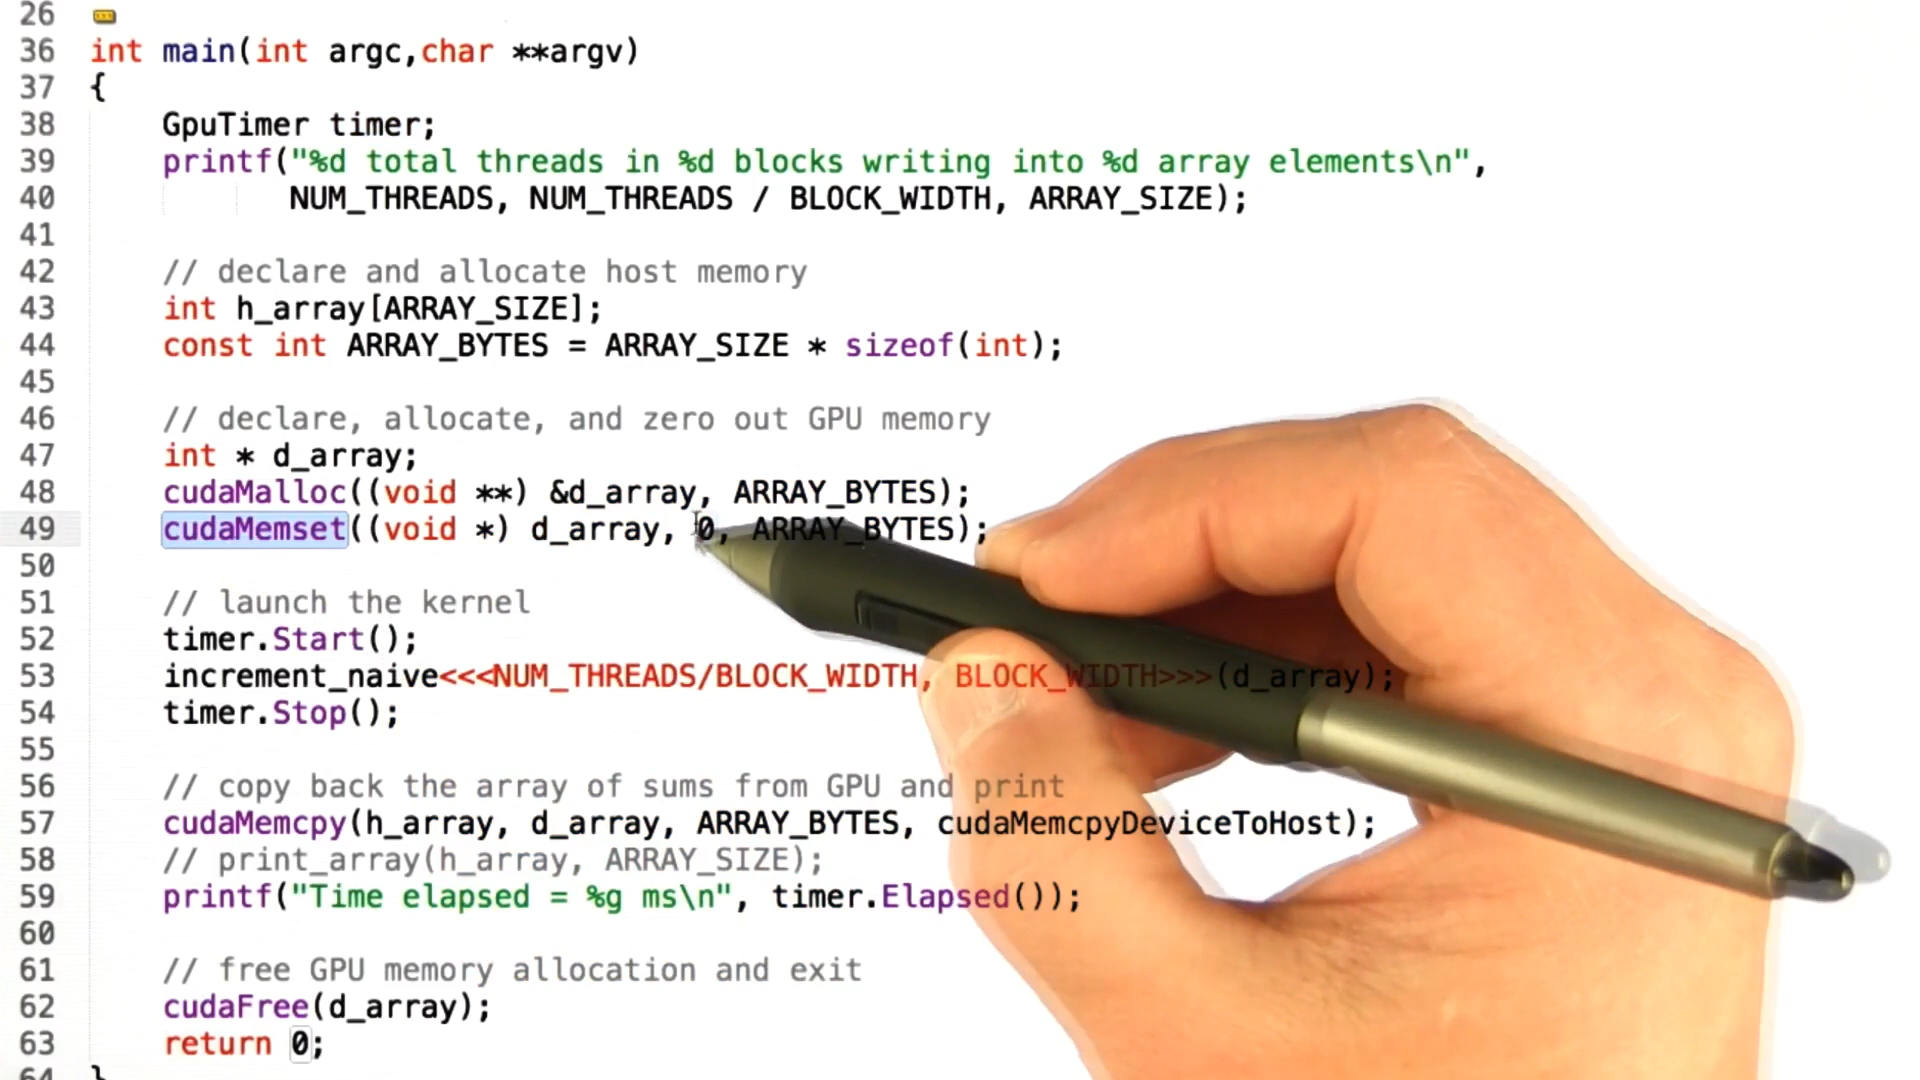 26
36 int main(int argc,char **argv)
37 {
38 GpuTimer timer;
39 printf("%d total threads in %d blocks writing into %d array elements\n",
40 NUM_THREADS, NUM_THREADS / BLOCK_WIDTH, ARRAY_SIZE);
41
42 // declare and allocate host memory
43 int h_array[ARRAY_SIZE];
44 const int ARRAY_BYTES = ARRAY_SIZE * sizeof(int);
45
46 // declare, allocate, and zero out GPU memory
47 int * d_array;
48 cudaMalloc((void **) &d_array, ARRAY_BYTES);
49 cudaMemset((void *) d_array, 0, ARRAY_BYTES);
50
51 // launch the kernel
52 timer.Start();
53 increment_naive<<<NUM_THREADS/BLOCK_WIDTH, BLOCK_WIDTH>>>(d_array);
54 timer.Stop();
55
56 // copy back the array of sums from GPU and print
57 cudaMemcpy(h_array, d_array, ARRAY_BYTES, cudaMemcpyDeviceToHost);
58 // print_array(h_array, ARRAY_SIZE);
59 printf("Time elapsed = %g ms\n", timer.Elapsed());
60
61 // free GPU memory allocation and exit
62 cudaFree(d_array);
63 return 0;
64 }